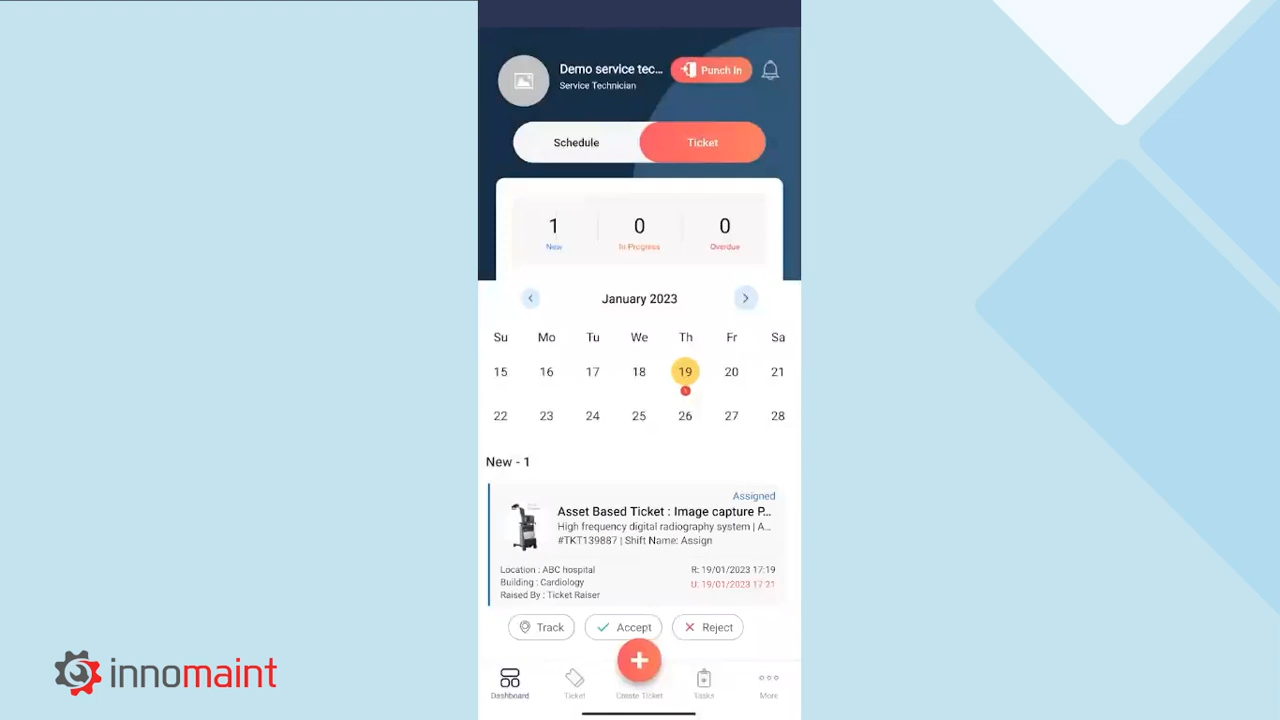 Demo service tec...
Service Technician
Punch In
Schedule
Ticket
1
0
0
New
In Progress
Overdue
January 2023
Su Mo Tu We Th Fr Sa
15 16 17 18 19 20 21
22 23 24 25 26 27 28
New - 1
Assigned
Asset Based Ticket : Image capture P...
High frequency digital radiography system | A...
#TKT139887 | Shift Name: Assign
Location : ABC hospital
R: 19/01/2023 17:19
Building : Cardiology
U: 19/01/2023 17:21
Raised By : Ticket Raiser
Track
Accept
Reject
Dashboard
Ticket
Create Ticket
Tasks
More
innomaint